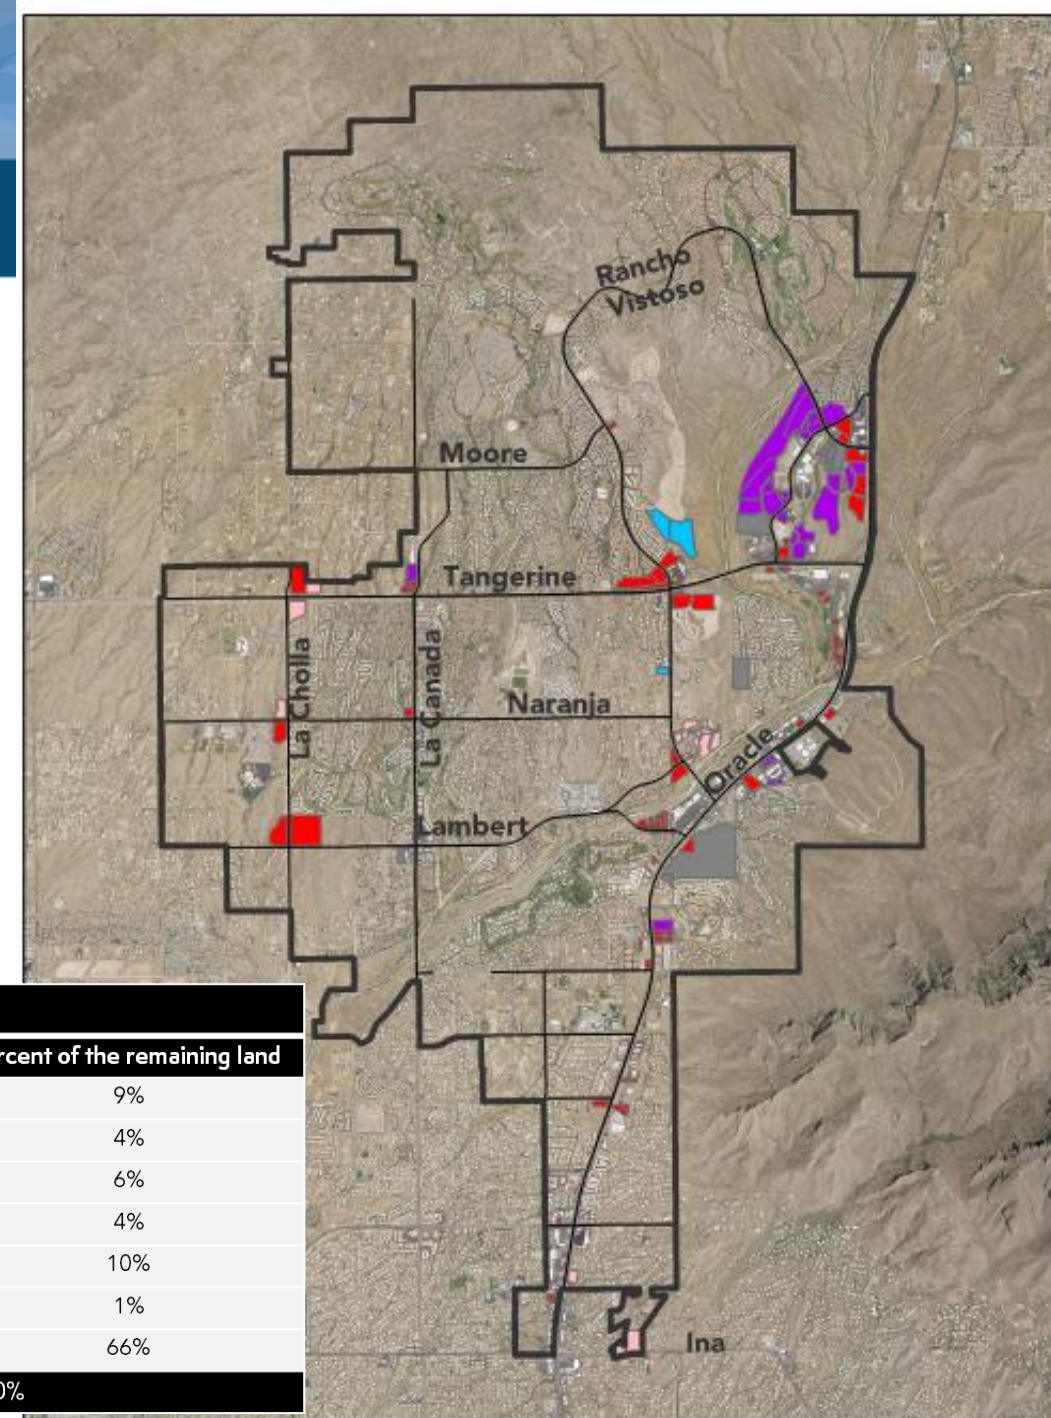 Rancho
Vistoso
Moore
Tangerine
La Cholla
La Canada
Naranja
Oracle
Lambert
rcent of the remaining land
9%
4%
6%
4%
10%
1%
66%
0%
Ina